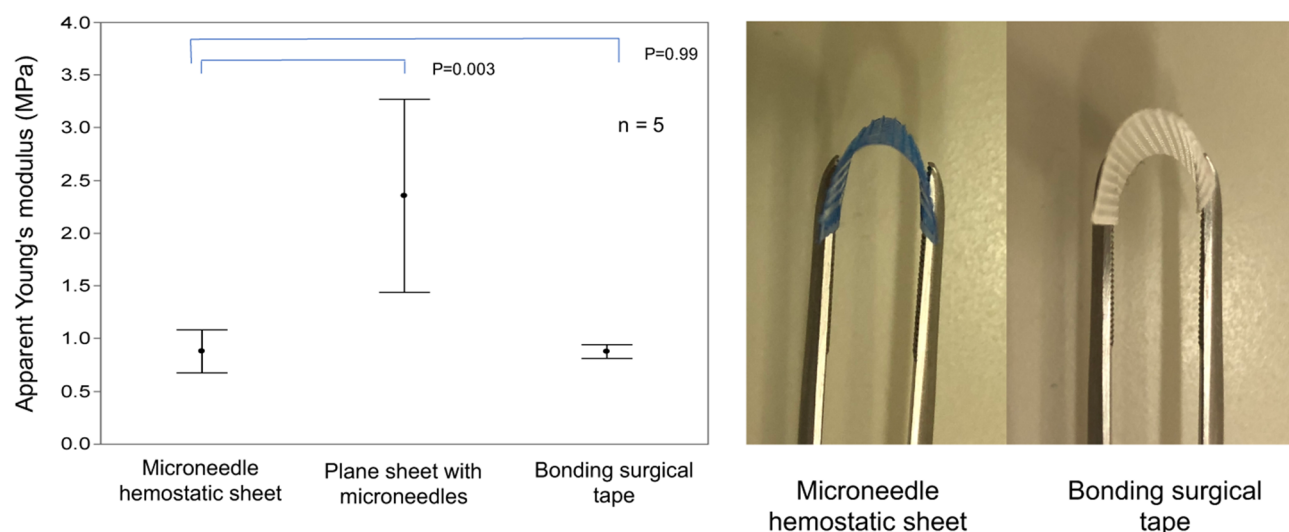 Apparent Young's modulus (MPa)
4.0
3.5
3.0
2.5
2.0
1.5
1.0
0.5
0.0
P=0.003
P=0.99
n = 5
Microneedle
hemostatic sheet
Plane sheet with
microneedles
Bonding surgical
tape
Microneedle
hemostatic sheet
Bonding surgical
tape